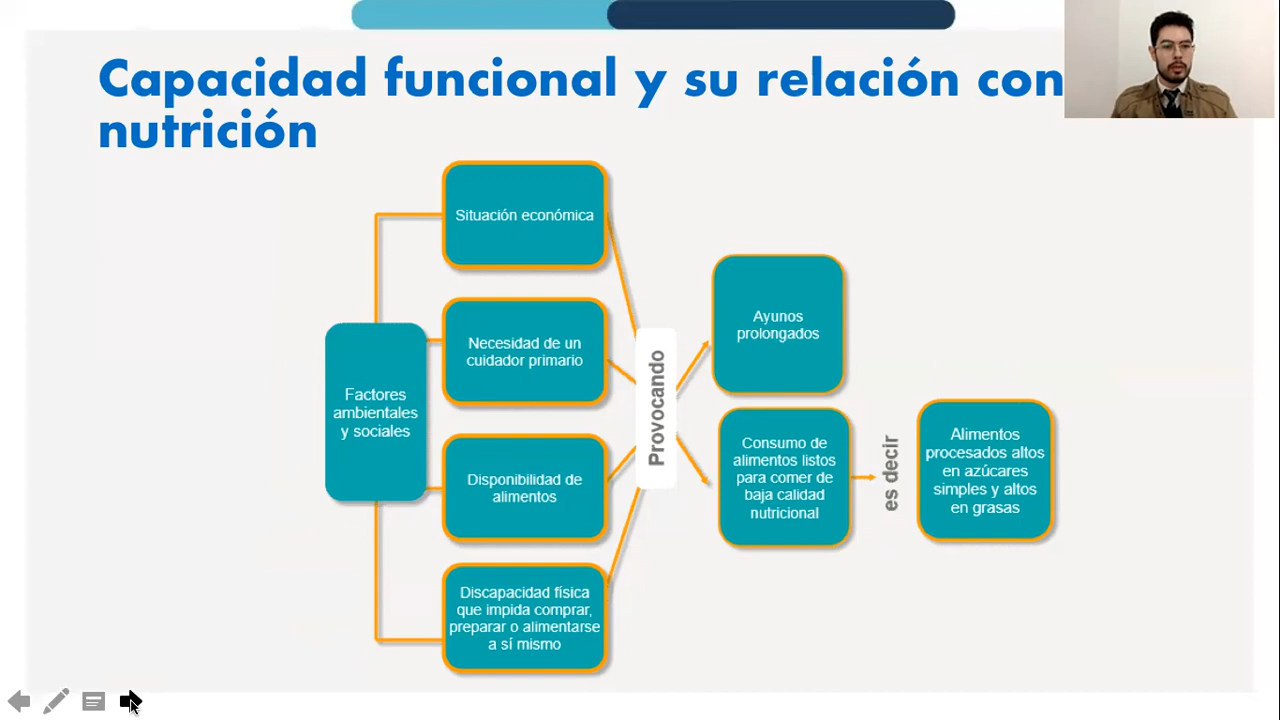 Capacidad funcional y su relación con
nutrición
Situación económica
Necesidad de un
cuidador primario
Factores
ambientales
y sociales
Disponibilidad de
alimentos
Discapacidad física
que impida comprar,
preparar o alimentarse
a sí mismo
Provocando
Ayunos
prolongados
Consumo de
alimentos listos
para comer de
baja calidad
nutricional
es decir
Alimentos
procesados altos
en azúcares
simples y altos
en grasas